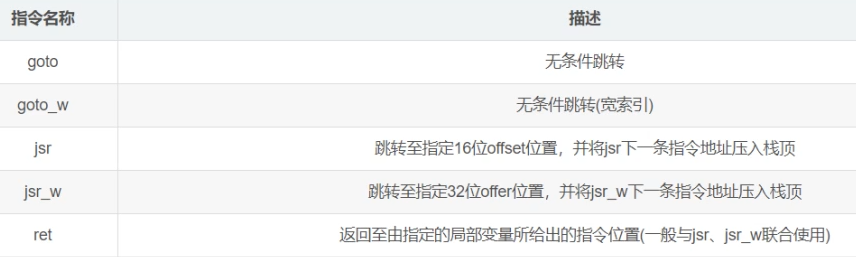 指令名称 描述
goto 无条件跳转
goto_w 无条件跳转(宽索引)
jsr 跳转至指定16位offset位置，并将jsr下一条指令地址压入栈顶
jsr_w 跳转至指定32位offer位置，并将jsr_w下一条指令地址压入栈顶
ret 返回至由指定的局部变量所给出的指令位置(一般与jsr、jsr_w联合使用)